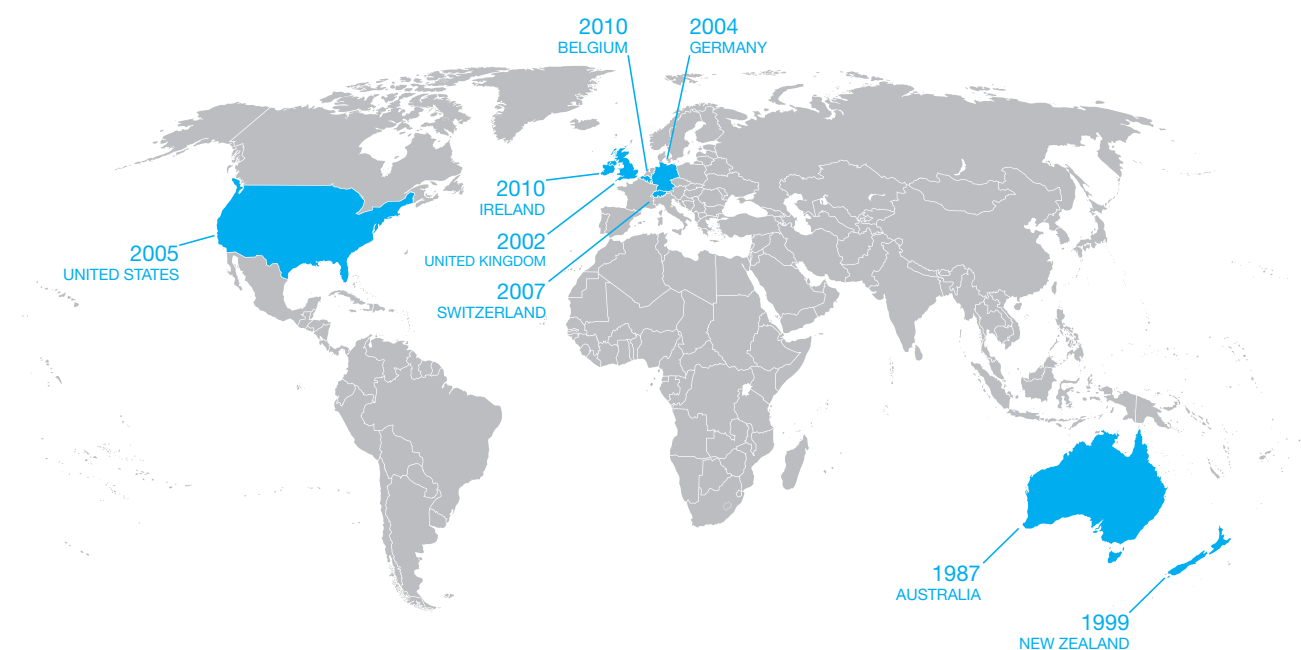 2010
BELGIUM
2004
GERMANY
2010
IRELAND
2002
UNITED KINGDOM
2007
SWITZERLAND
2005
UNITED STATES
1987
AUSTRALIA
1999
NEW ZEALAND